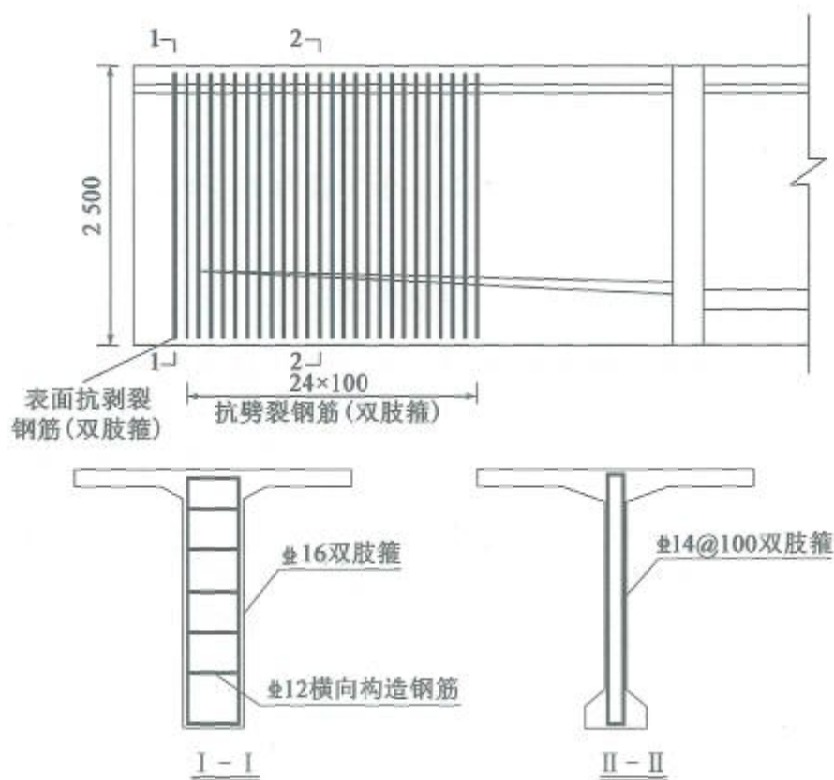 1 2
2 500
1 2
24×100
表面抗剥裂
钢筋(双肢箍)
抗劈裂钢筋(双肢箍)
⏀16双肢箍
⏀14@100双肢箍
⏀12横向构造钢筋
Ⅰ-Ⅰ
Ⅱ-Ⅱ